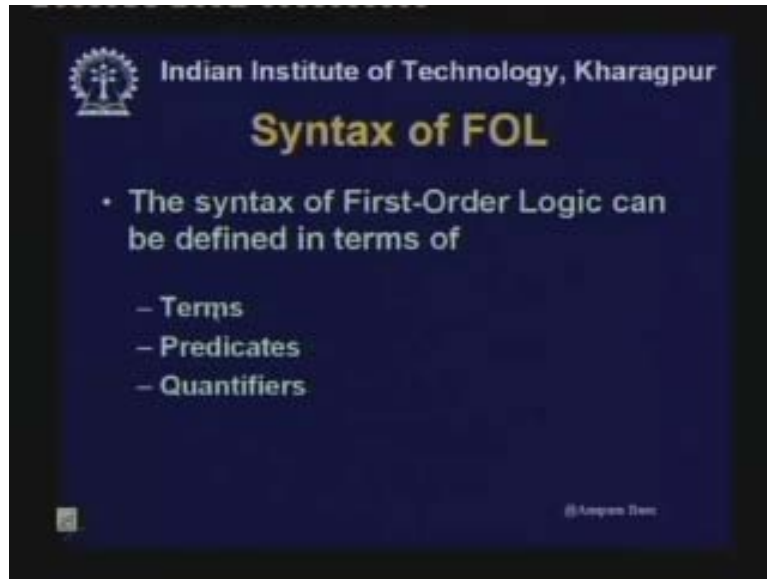 Indian Institute of Technology, Kharagpur
Syntax of FOL
• The syntax of First-Order Logic can
be defined in terms of
– Terms
– Predicates
– Quantifiers